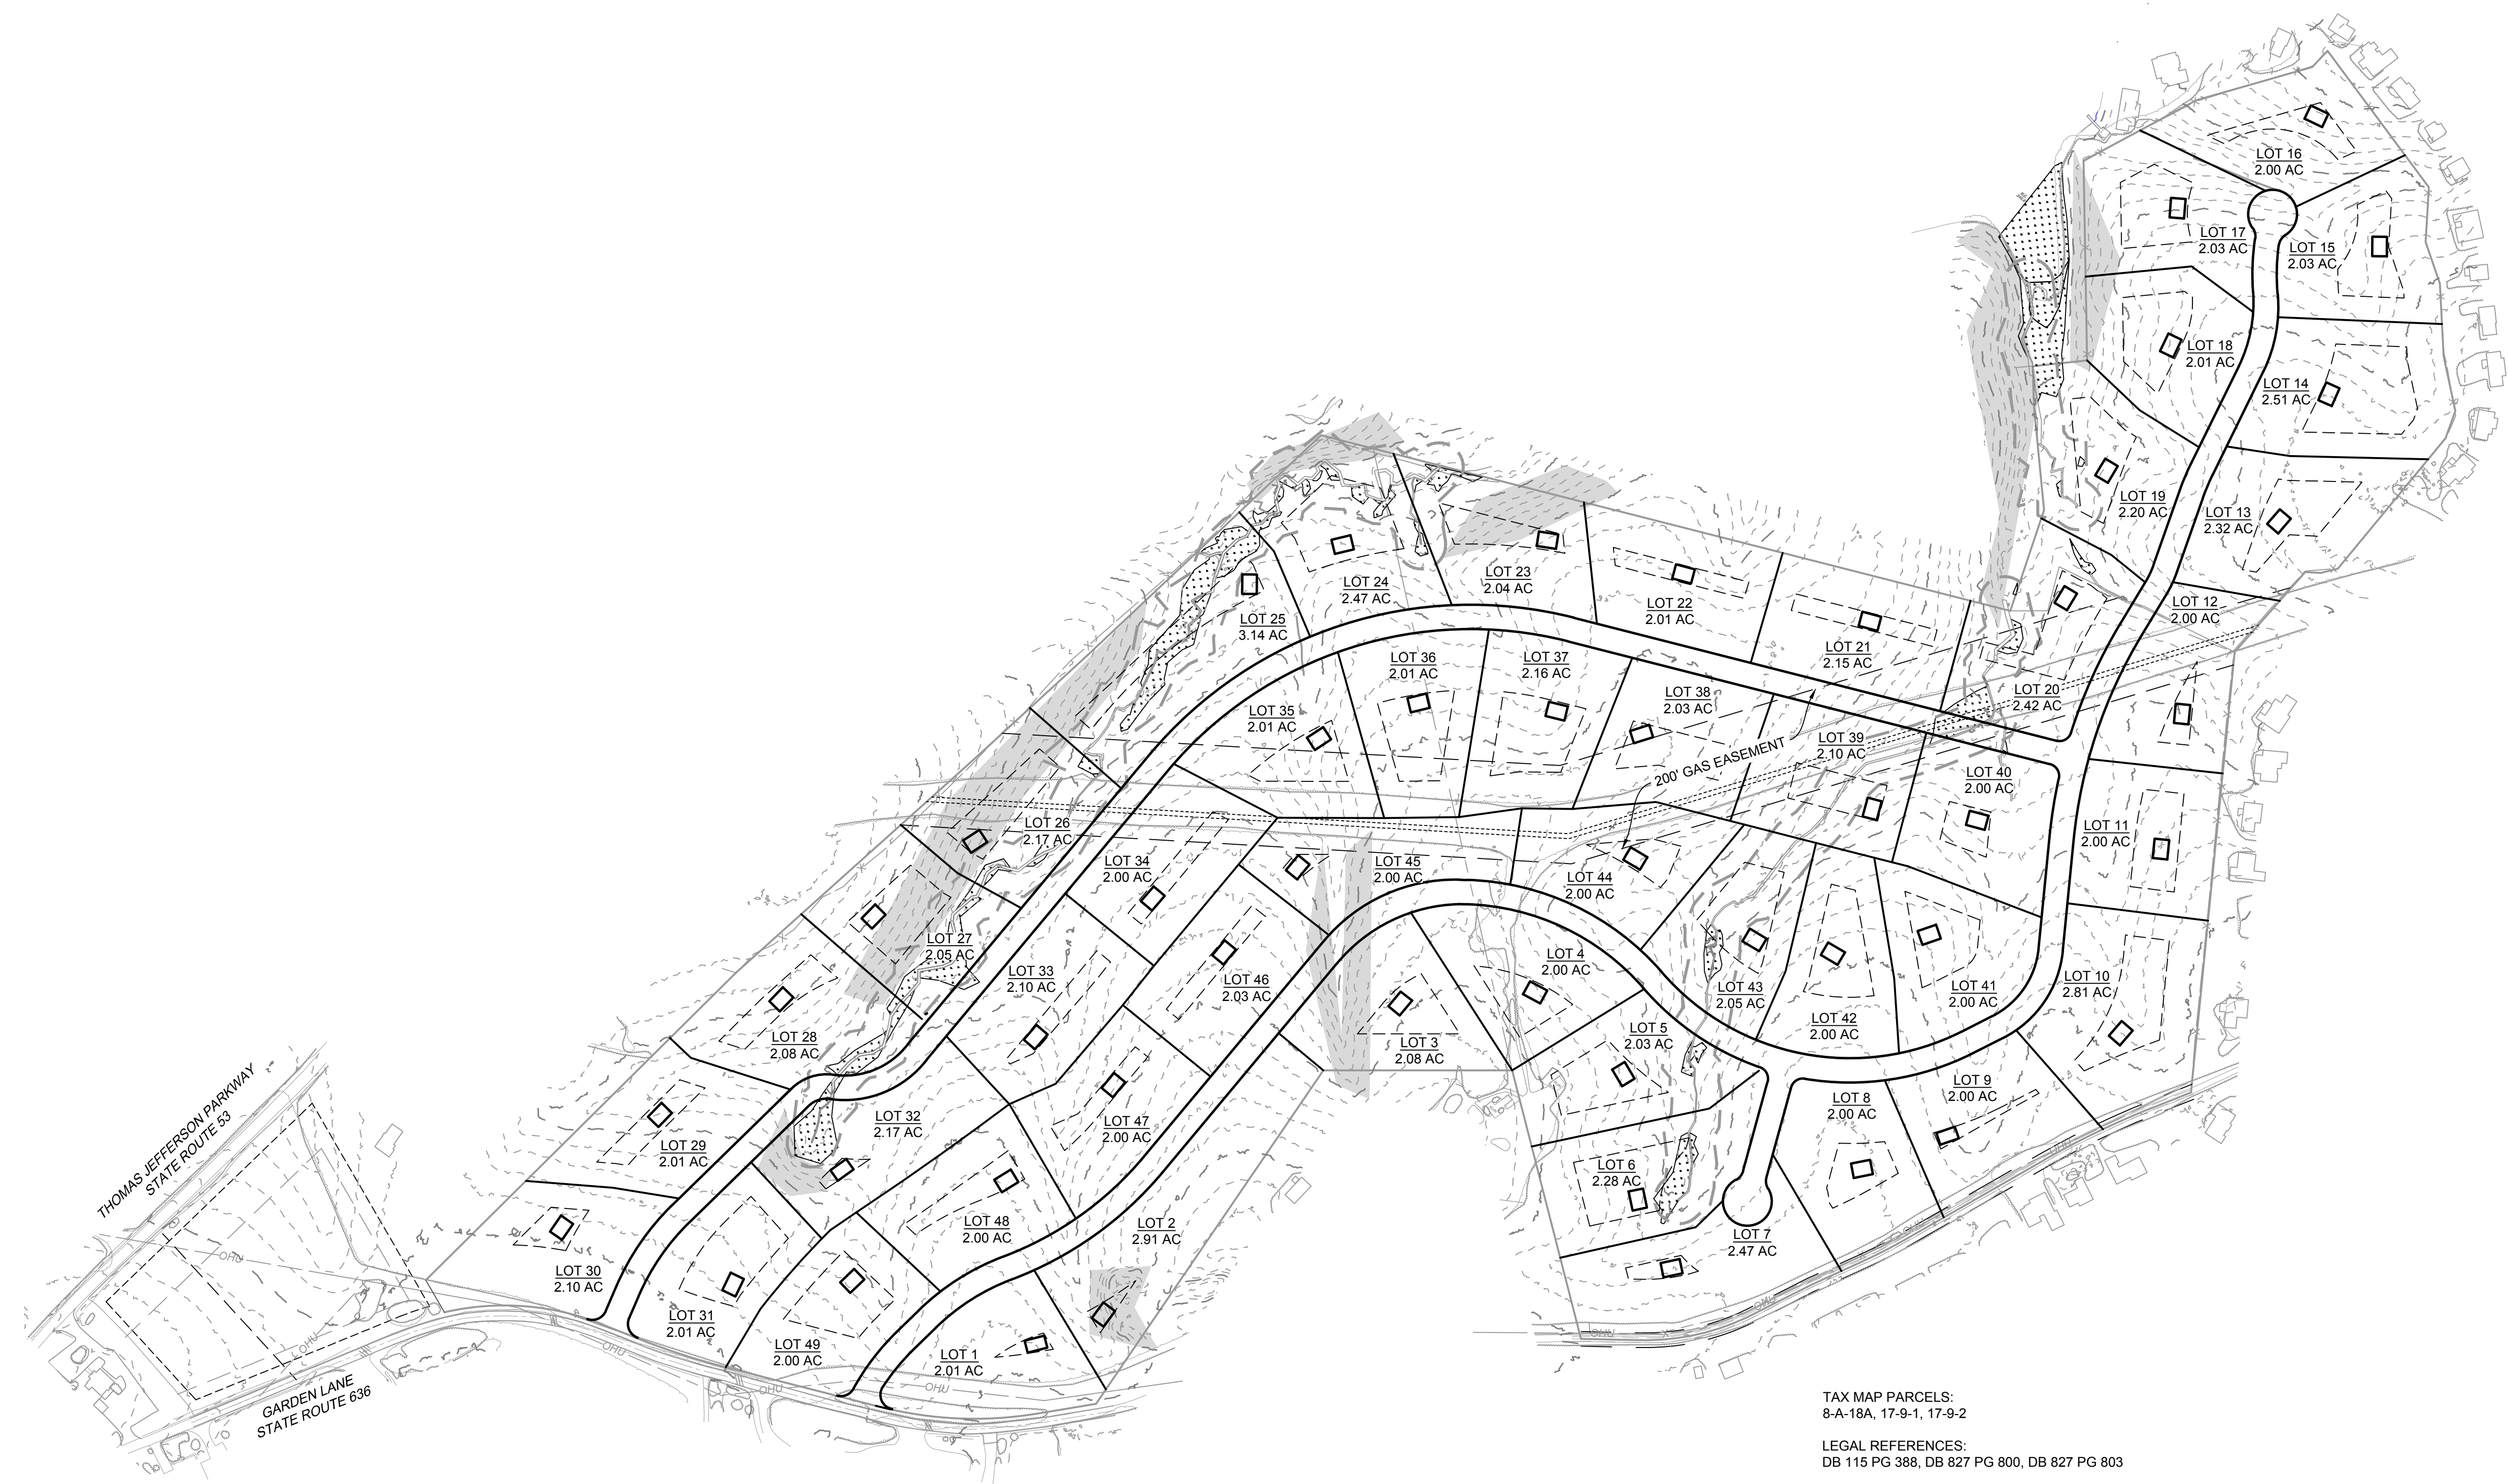 LOT 16
2.00 AC
LOT 17
2.03 AC
LOT 15
2.03 AC
LOT 18
2.01 AC
LOT 14
2.51 AC
LOT 19
2.20 AC
LOT 13
2.32 AC
LOT 12
2.00 AC
LOT 23
2.04 AC
LOT 24
2.47 AC
LOT 22
2.01 AC
LOT 25
3.14 AC
LOT 21
2.15 AC
LOT 36
2.01 AC
LOT 37
2.16 AC
LOT 38
2.03 AC
LOT 20
2.42 AC
LOT 35
2.01 AC
LOT 39
2.10 AC
200' GAS EASEMENT
LOT 40
2.00 AC
LOT 26
2.17 AC
LOT 11
2.00 AC
LOT 34
2.00 AC
LOT 45
2.00 AC
LOT 44
2.00 AC
LOT 27
2.05 AC
LOT 33
2.10 AC
LOT 46
2.03 AC
LOT 4
2.00 AC
LOT 43
2.05 AC
LOT 41
2.00 AC
LOT 10
2.81 AC
LOT 42
2.00 AC
LOT 28
2.08 AC
LOT 3
2.08 AC
LOT 5
2.03 AC
LOT 9
2.00 AC
LOT 8
2.00 AC
LOT 32
2.17 AC
LOT 47
2.00 AC
LOT 29
2.01 AC
LOT 6
2.28 AC
THOMAS JEFFERSON PARKWAY
STATE ROUTE 53
LOT 48
2.00 AC
LOT 2
2.91 AC
LOT 7
2.47 AC
OHU
OHU
LOT 30
2.10 AC
OHU
LOT 31
2.01 AC
OHU
OHU
OHU
LOT 49
2.00 AC
LOT 1
2.01 AC
OHU
OHU
OHU
GARDEN LANE
STATE ROUTE 636
TAX MAP PARCELS:
8-A-18A, 17-9-1, 17-9-2
LEGAL REFERENCES:
DB 115 PG 388, DB 827 PG 800, DB 827 PG 803